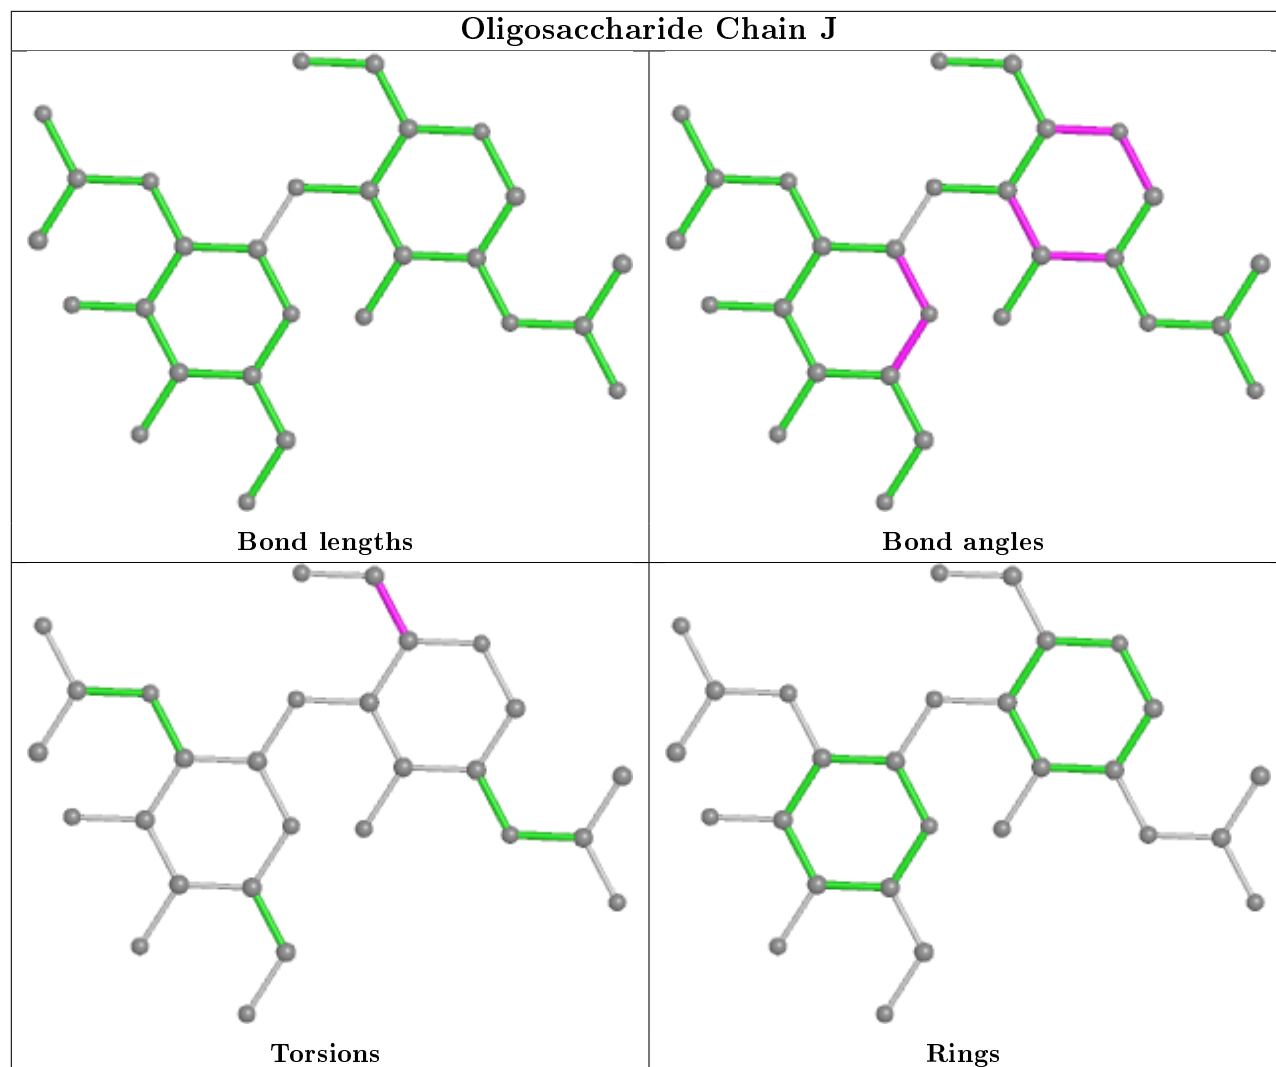 Oligosaccharide Chain J
Bond lengths
Bond angles
Torsions
Rings